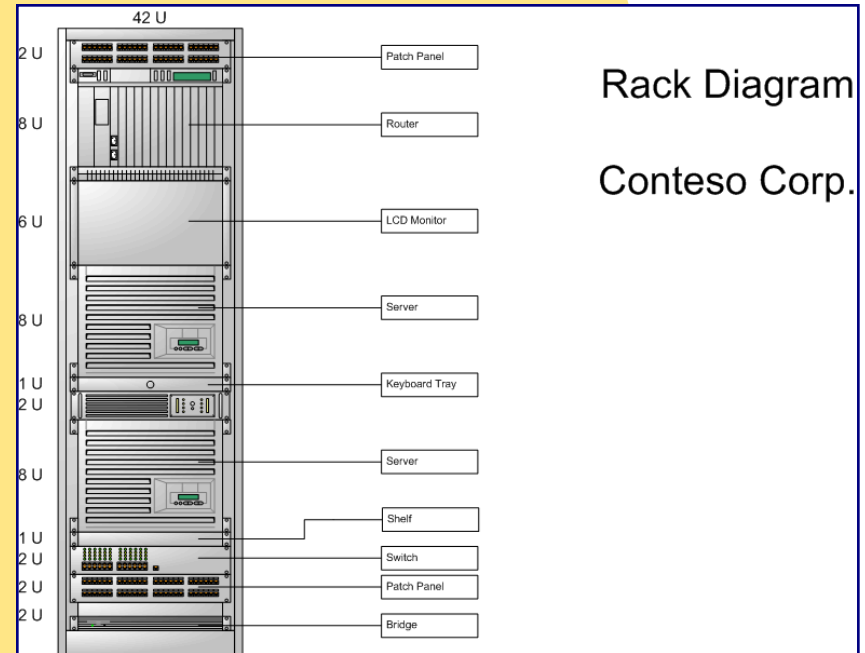 42 U
2 U
Patch Panel
Rack Diagram
8 U
Router
Conteso Corp.
6 U
LCD Monitor
8 U
Server
1 U
Keyboard Tray
2 U
8 U
Server
Shelf
1 U
2 U
Switch
2 U
Patch Panel
2 U
Bridge